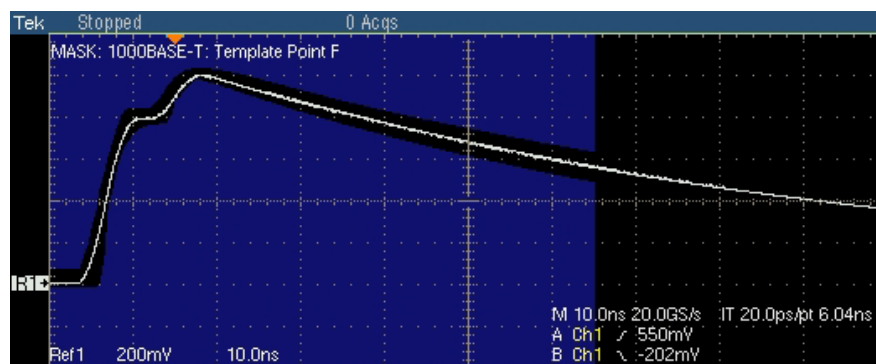 Tek Stopped 0 Acqs
MASK: 1000BASE-T: Template Point F
R1
M 10.0ns 20.0GS/s IT 20.0ps/pt 6.04ns
A Ch1 ∕ 550mV
B Ch1 ∖ -202mV
Ref1 200mV 10.0ns